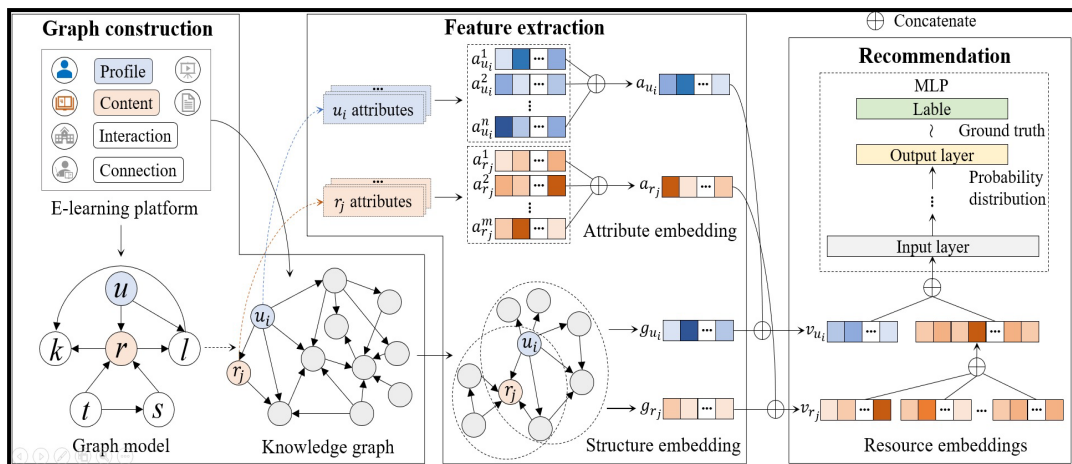 Graph construction
Profile
Content
Interaction
Connection
E-learning platform
u
k
r
l
t
s
Graph model
u_i
r_j
Knowledge graph
Feature extraction
...
u_i attributes
...
r_j attributes
a_{u_i}^1
...
a_{u_i}^2
...
⋮
a_{u_i}^n
...
a_{u_i}
...
a_{r_j}^1
...
a_{r_j}^2
...
⋮
a_{r_j}^m
...
a_{r_j}
...
Attribute embedding
u_i
r_j
g_{u_i}
...
g_{r_j}
...
Structure embedding
⊕ Concatenate
Recommendation
MLP
Lable
~ Ground truth
Output layer
Probability
distribution
...
Input layer
v_{u_i}
...
...
v_{r_j}
...
...
...
...
Resource embeddings